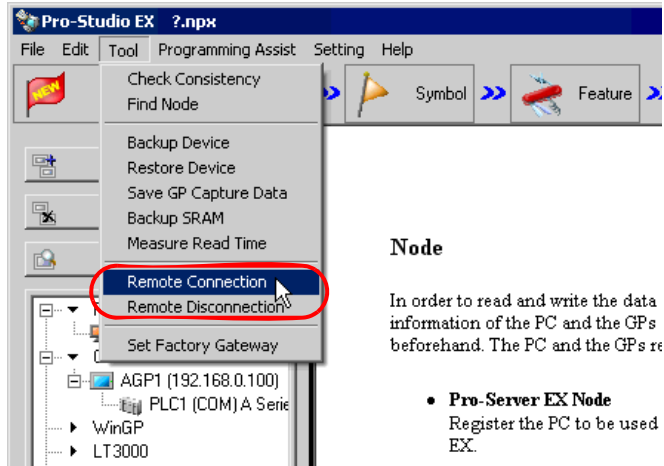 Pro-Studio EX ?.npx
File Edit Tool Programming Assist Setting Help
NEW
Symbol
Feature
Check Consistency
Find Node
Backup Device
Restore Device
Save GP Capture Data
Backup SRAM
Measure Read Time
Remote Connection
Remote Disconnection
Set Factory Gateway
AGP1 (192.168.0.100)
PLC1 (COM) A Serie
WinGP
LT3000
Node
In order to read and write the data
information of the PC and the GPs
beforehand. The PC and the GPs re
• Pro-Server EX Node
Register the PC to be used
EX.